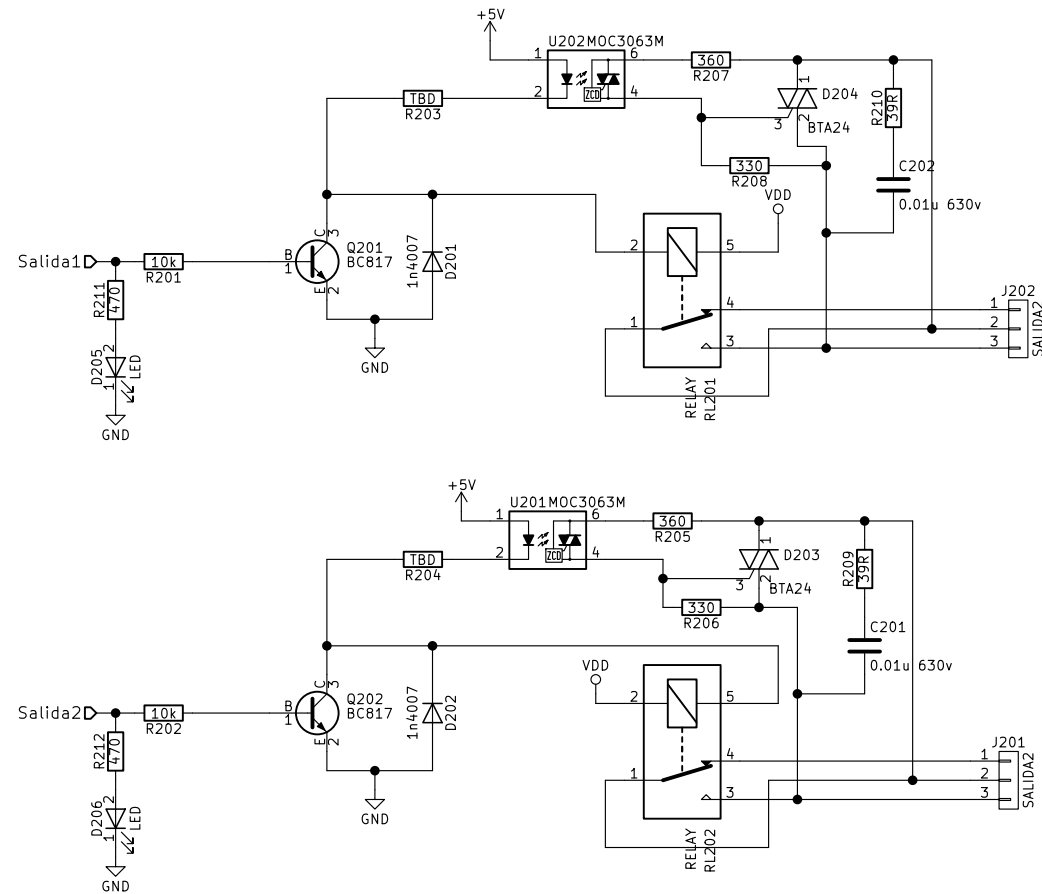 +5V
U202MOC3063M
1
6
360
R207
1
D204
ZCD
2
4
TBD
R203
3
2
BTA24
R210
39R
330
R208
C202
0.01u 630v
VDD
C
3
Q201
BC817
1n4007
D201
2
5
Salida1
10k
R201
B
1
E
2
R211
470
4
J202
1
2
3
SALIDA2
1
3
GND
D205
2
1
LED
RELAY
RL201
GND
+5V
U201MOC3063M
1
6
360
R205
1
D203
ZCD
2
4
TBD
R204
3
2
BTA24
R209
39R
330
R206
C201
0.01u 630v
VDD
C
3
Q202
BC817
1n4007
D202
2
5
Salida2
10k
R202
B
1
E
2
R212
470
4
J201
1
2
3
SALIDA2
1
3
GND
D206
2
1
LED
RELAY
RL202
GND